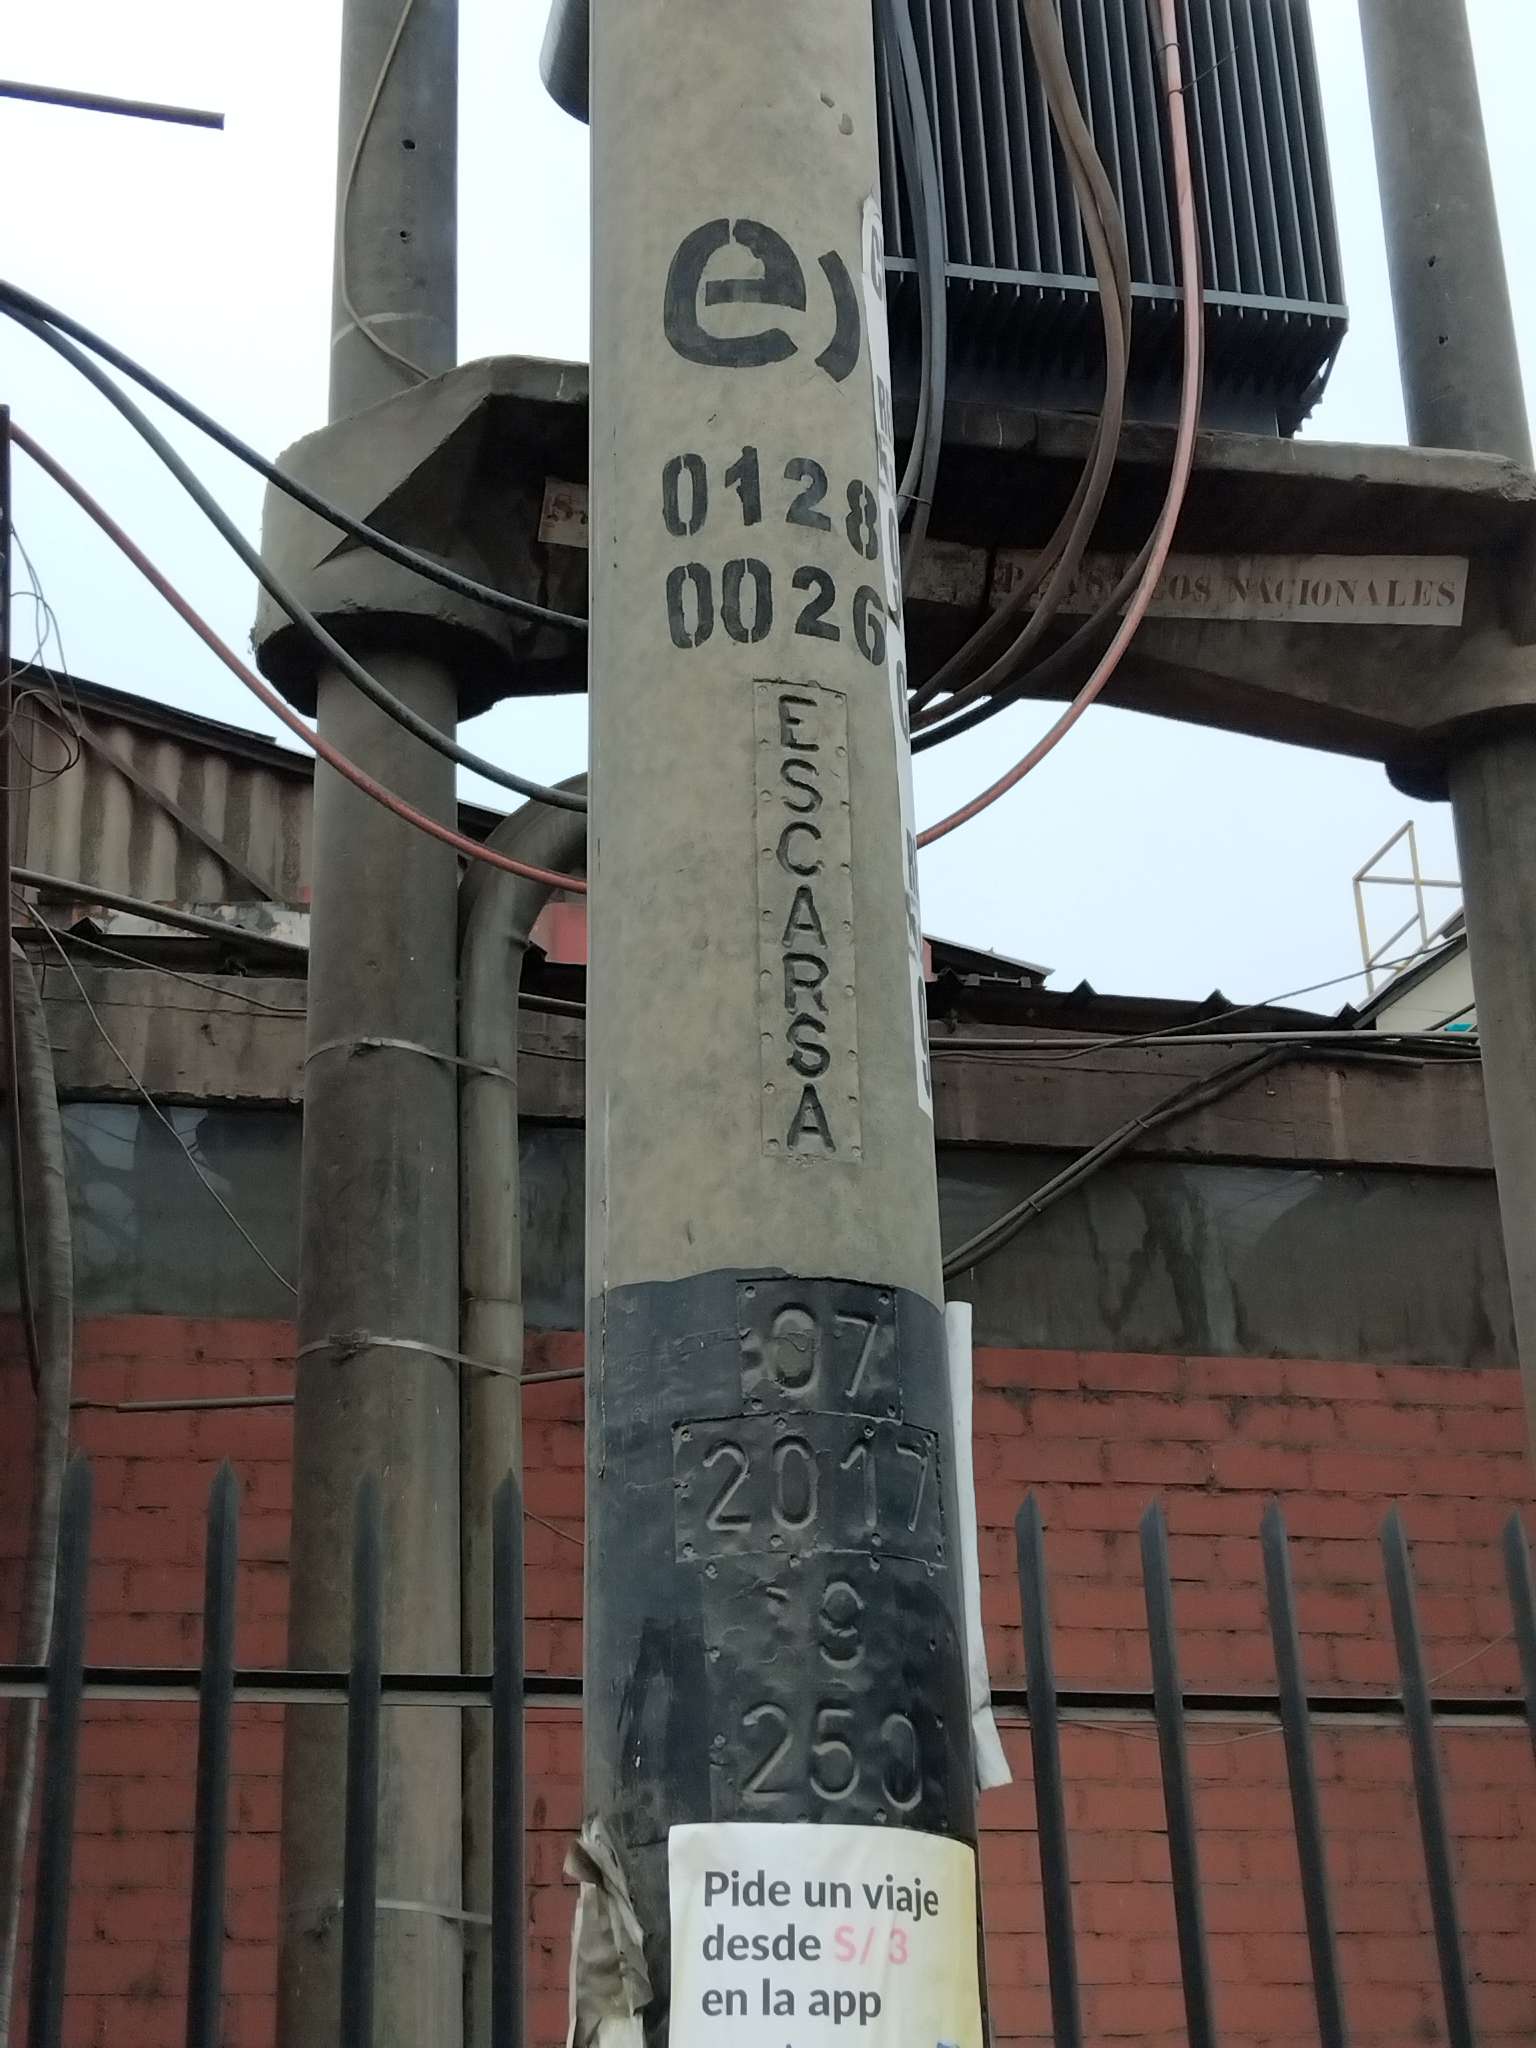 e)
0128
0026
ESCARSA
07
2017
9
250
NACIONALES
Pide un viaje
desde S/ 3
en la app